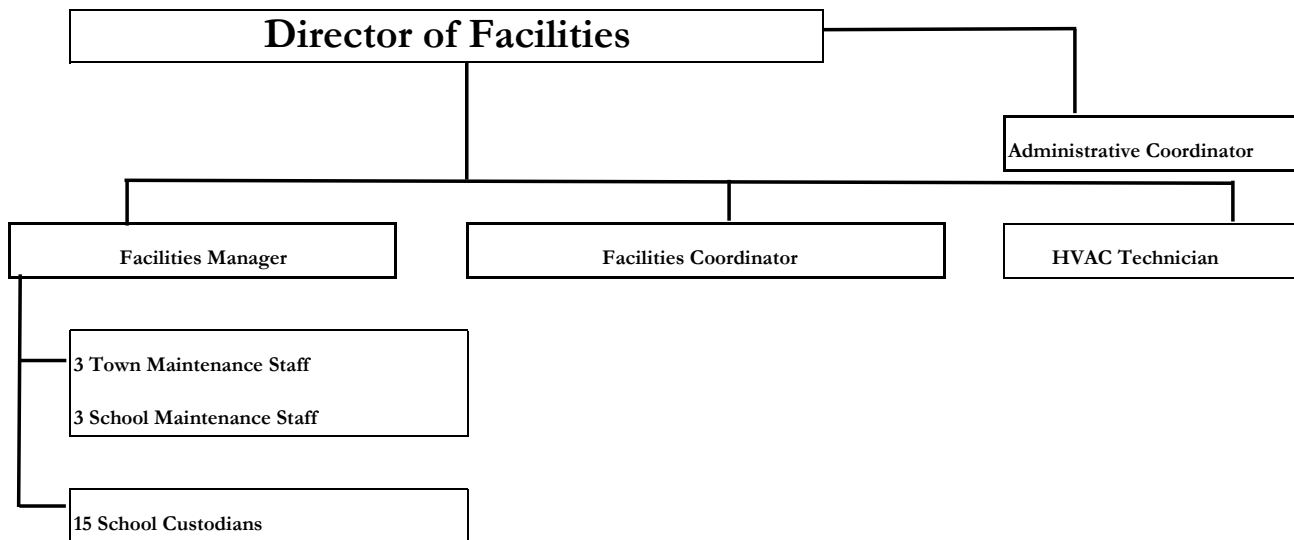 Director of Facilities
Administrative Coordinator
Facilities Manager
Facilities Coordinator
HVAC Technician
3 Town Maintenance Staff
3 School Maintenance Staff
15 School Custodians